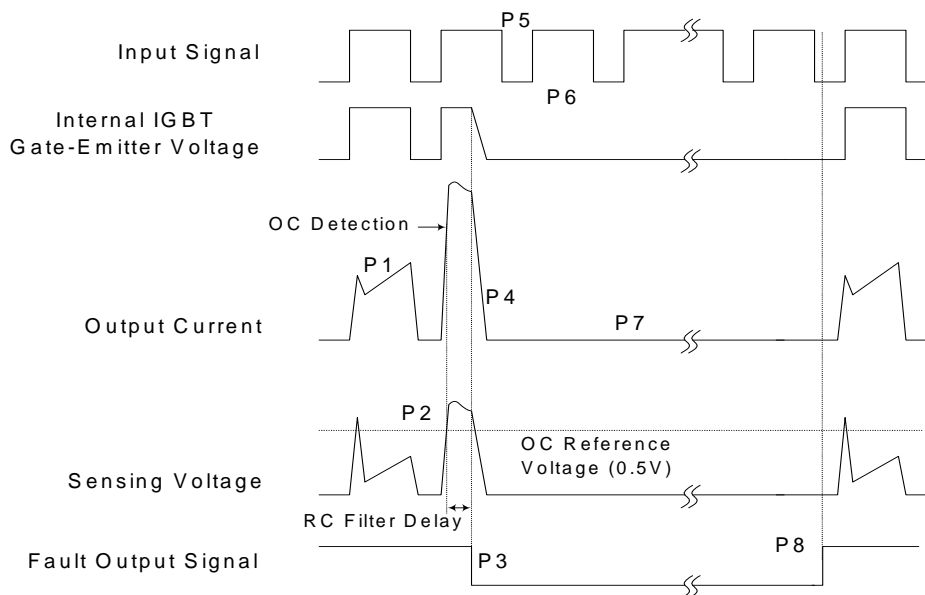 P5
Input Signal
P6
Internal IGBT
Gate-Emitter Voltage
OC Detection
P1
P4
Output Current
P7
P2
OC Reference
Voltage (0.5V)
Sensing Voltage
RC Filter Delay
Fault Output Signal
P3
P8